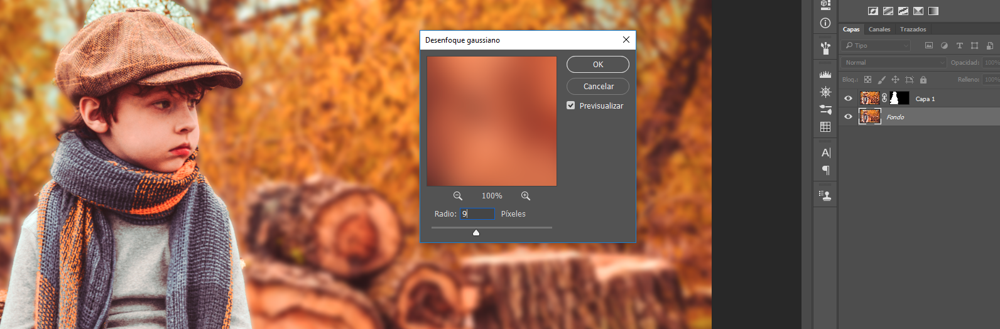 Desenfoque gaussiano
OK
Cancelar
Previsualizar
100%
Radio: 9 Píxeles
Capas Canales Trazados
Tipo
Normal Opacidad: 100%
Bloq.: Relleno: 100%
Capa 1
Fondo